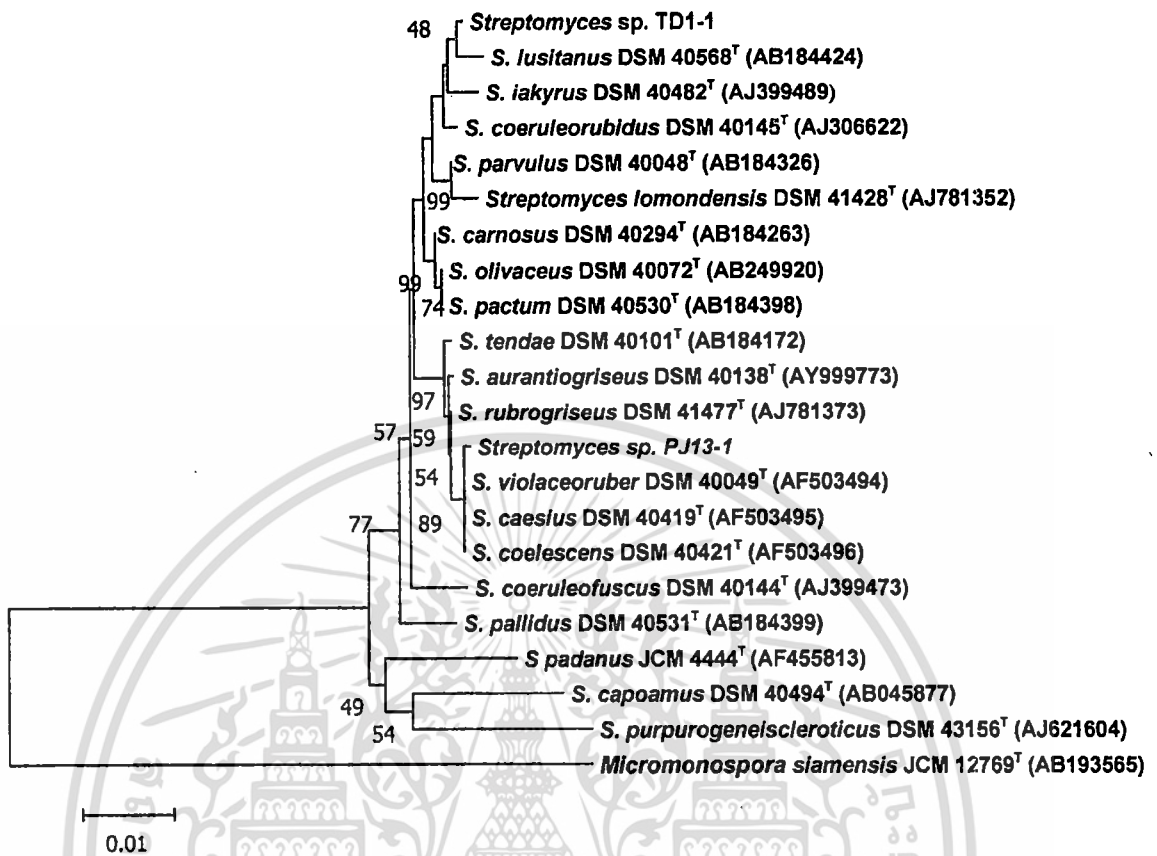 48
Streptomyces sp. TD1-1
S. lusitanus DSM 40568ᵀ (AB184424)
S. iakyrus DSM 40482ᵀ (AJ399489)
S. coeruleorubidus DSM 40145ᵀ (AJ306622)
S. parvulus DSM 40048ᵀ (AB184326)
99 Streptomyces lomondensis DSM 41428ᵀ (AJ781352)
S. carnosus DSM 40294ᵀ (AB184263)
99 S. olivaceus DSM 40072ᵀ (AB249920)
74 S. pactum DSM 40530ᵀ (AB184398)
S. tendae DSM 40101ᵀ (AB184172)
S. aurantiogriseus DSM 40138ᵀ (AY999773)
97 S. rubrogriseus DSM 41477ᵀ (AJ781373)
57 59 Streptomyces sp. PJ13-1
54 S. violaceoruber DSM 40049ᵀ (AF503494)
77 89 S. caesius DSM 40419ᵀ (AF503495)
S. coelescens DSM 40421ᵀ (AF503496)
S. coeruleofuscus DSM 40144ᵀ (AJ399473)
S. pallidus DSM 40531ᵀ (AB184399)
S padanus JCM 4444ᵀ (AF455813)
49 S. capoamus DSM 40494ᵀ (AB045877)
54 S. purpurogeneiscleroticus DSM 43156ᵀ (AJ621604)
Micromonospora siamensis JCM 12769ᵀ (AB193565)
0.01